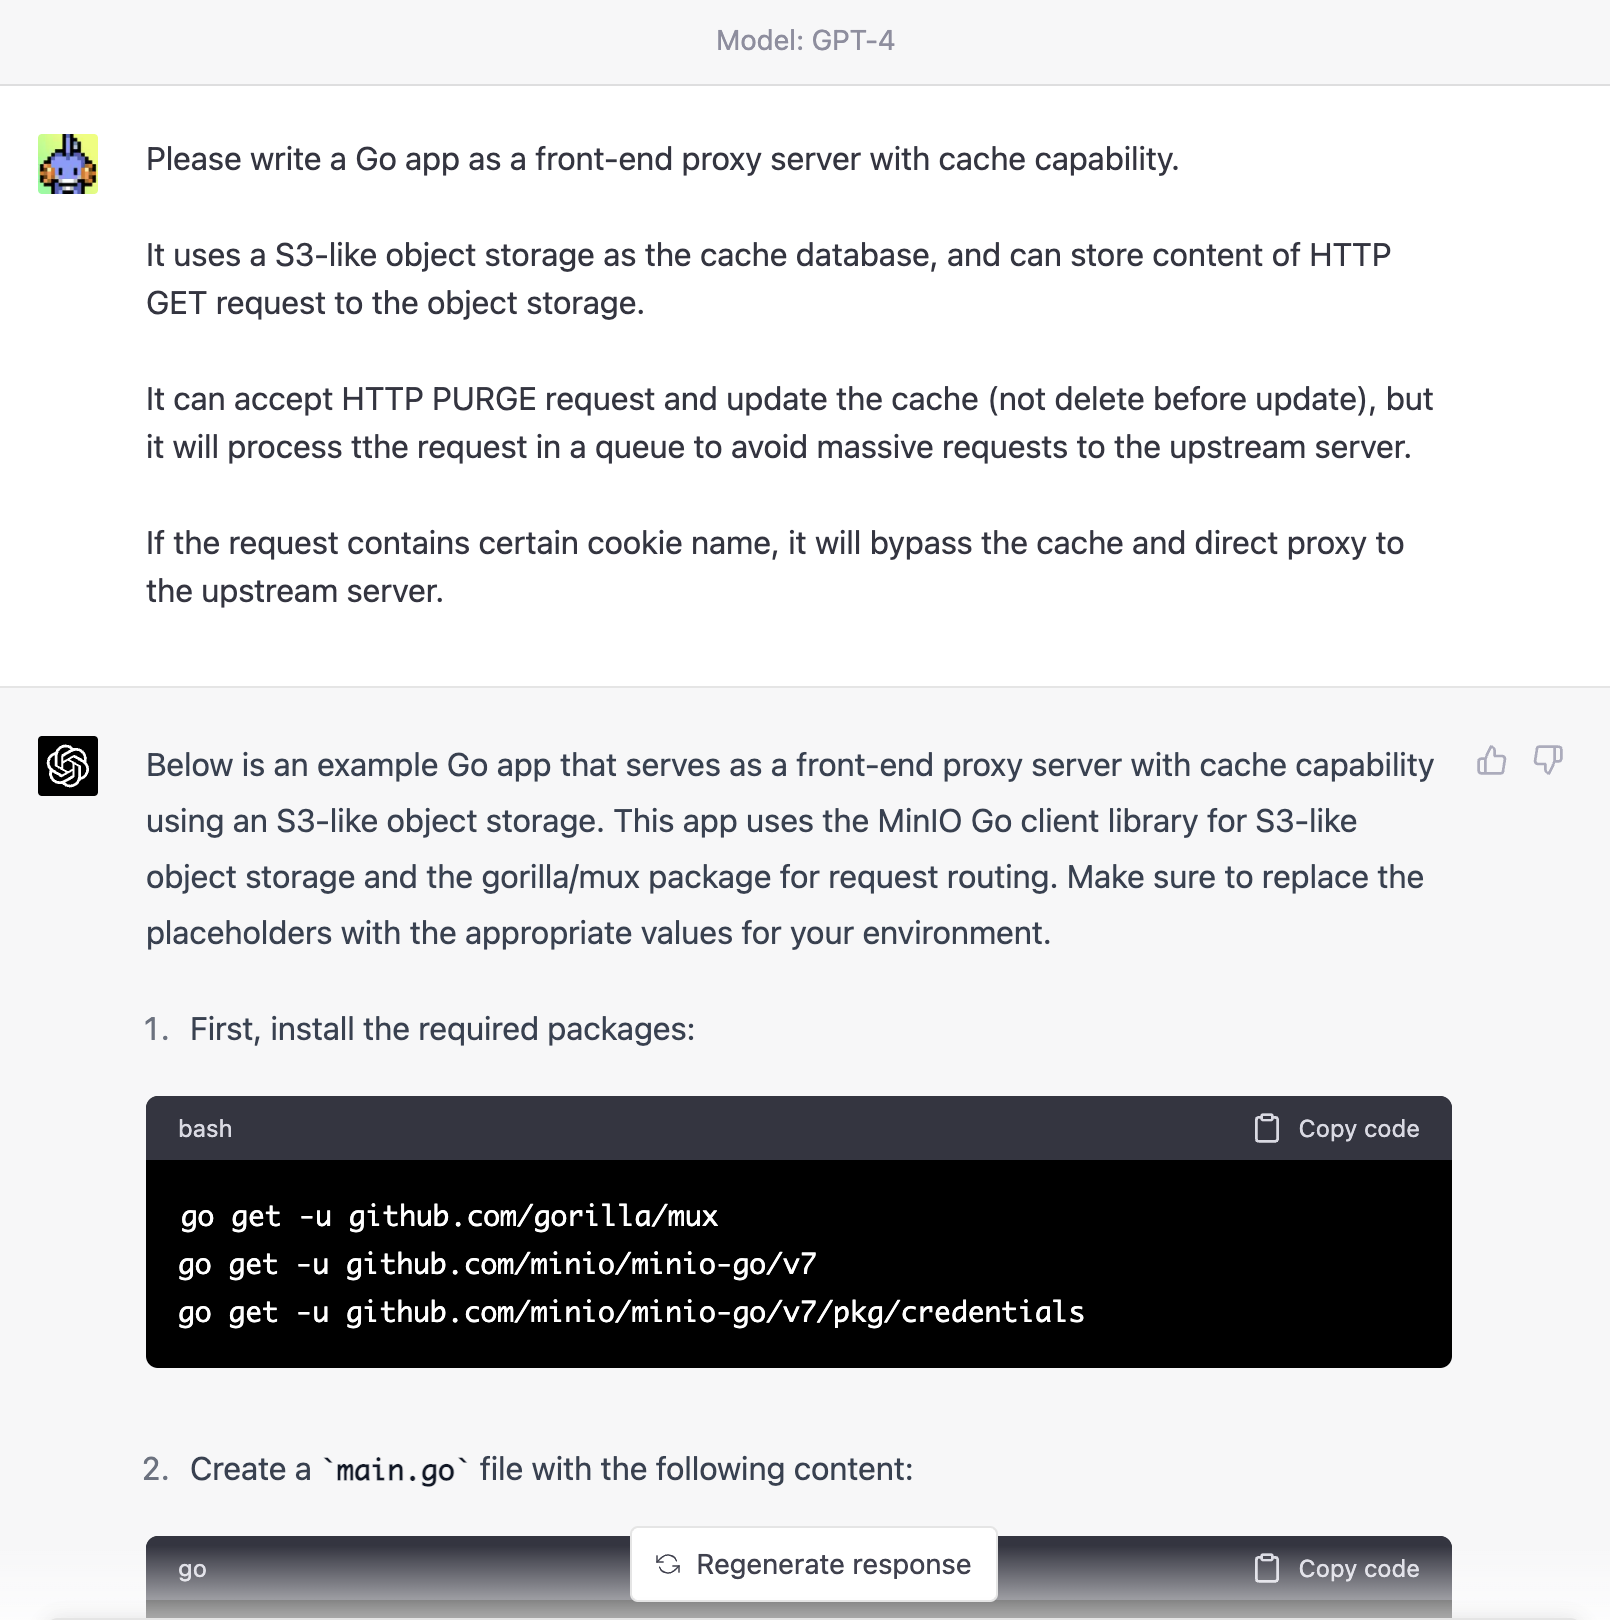 Model: GPT-4
Please write a Go app as a front-end proxy server with cache capability.
It uses a S3-like object storage as the cache database, and can store content of HTTP
GET request to the object storage.
It can accept HTTP PURGE request and update the cache (not delete before update), but
it will process tthe request in a queue to avoid massive requests to the upstream server.
If the request contains certain cookie name, it will bypass the cache and direct proxy to
the upstream server.
Below is an example Go app that serves as a front-end proxy server with cache capability
using an S3-like object storage. This app uses the MinIO Go client library for S3-like
object storage and the gorilla/mux package for request routing. Make sure to replace the
placeholders with the appropriate values for your environment.
1. First, install the required packages:
bash Copy code
go get -u github.com/gorilla/mux
go get -u github.com/minio/minio-go/v7
go get -u github.com/minio/minio-go/v7/pkg/credentials
2. Create a `main.go` file with the following content:
go Regenerate response Copy code